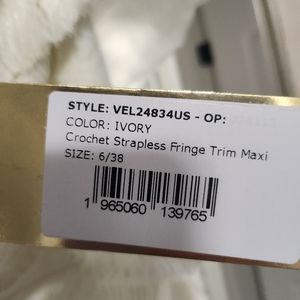 STYLE: VEL24834US - OP:
COLOR: IVORY
Crochet Strapless Fringe Trim Maxi
SIZE: 6/38
1 965060 139765